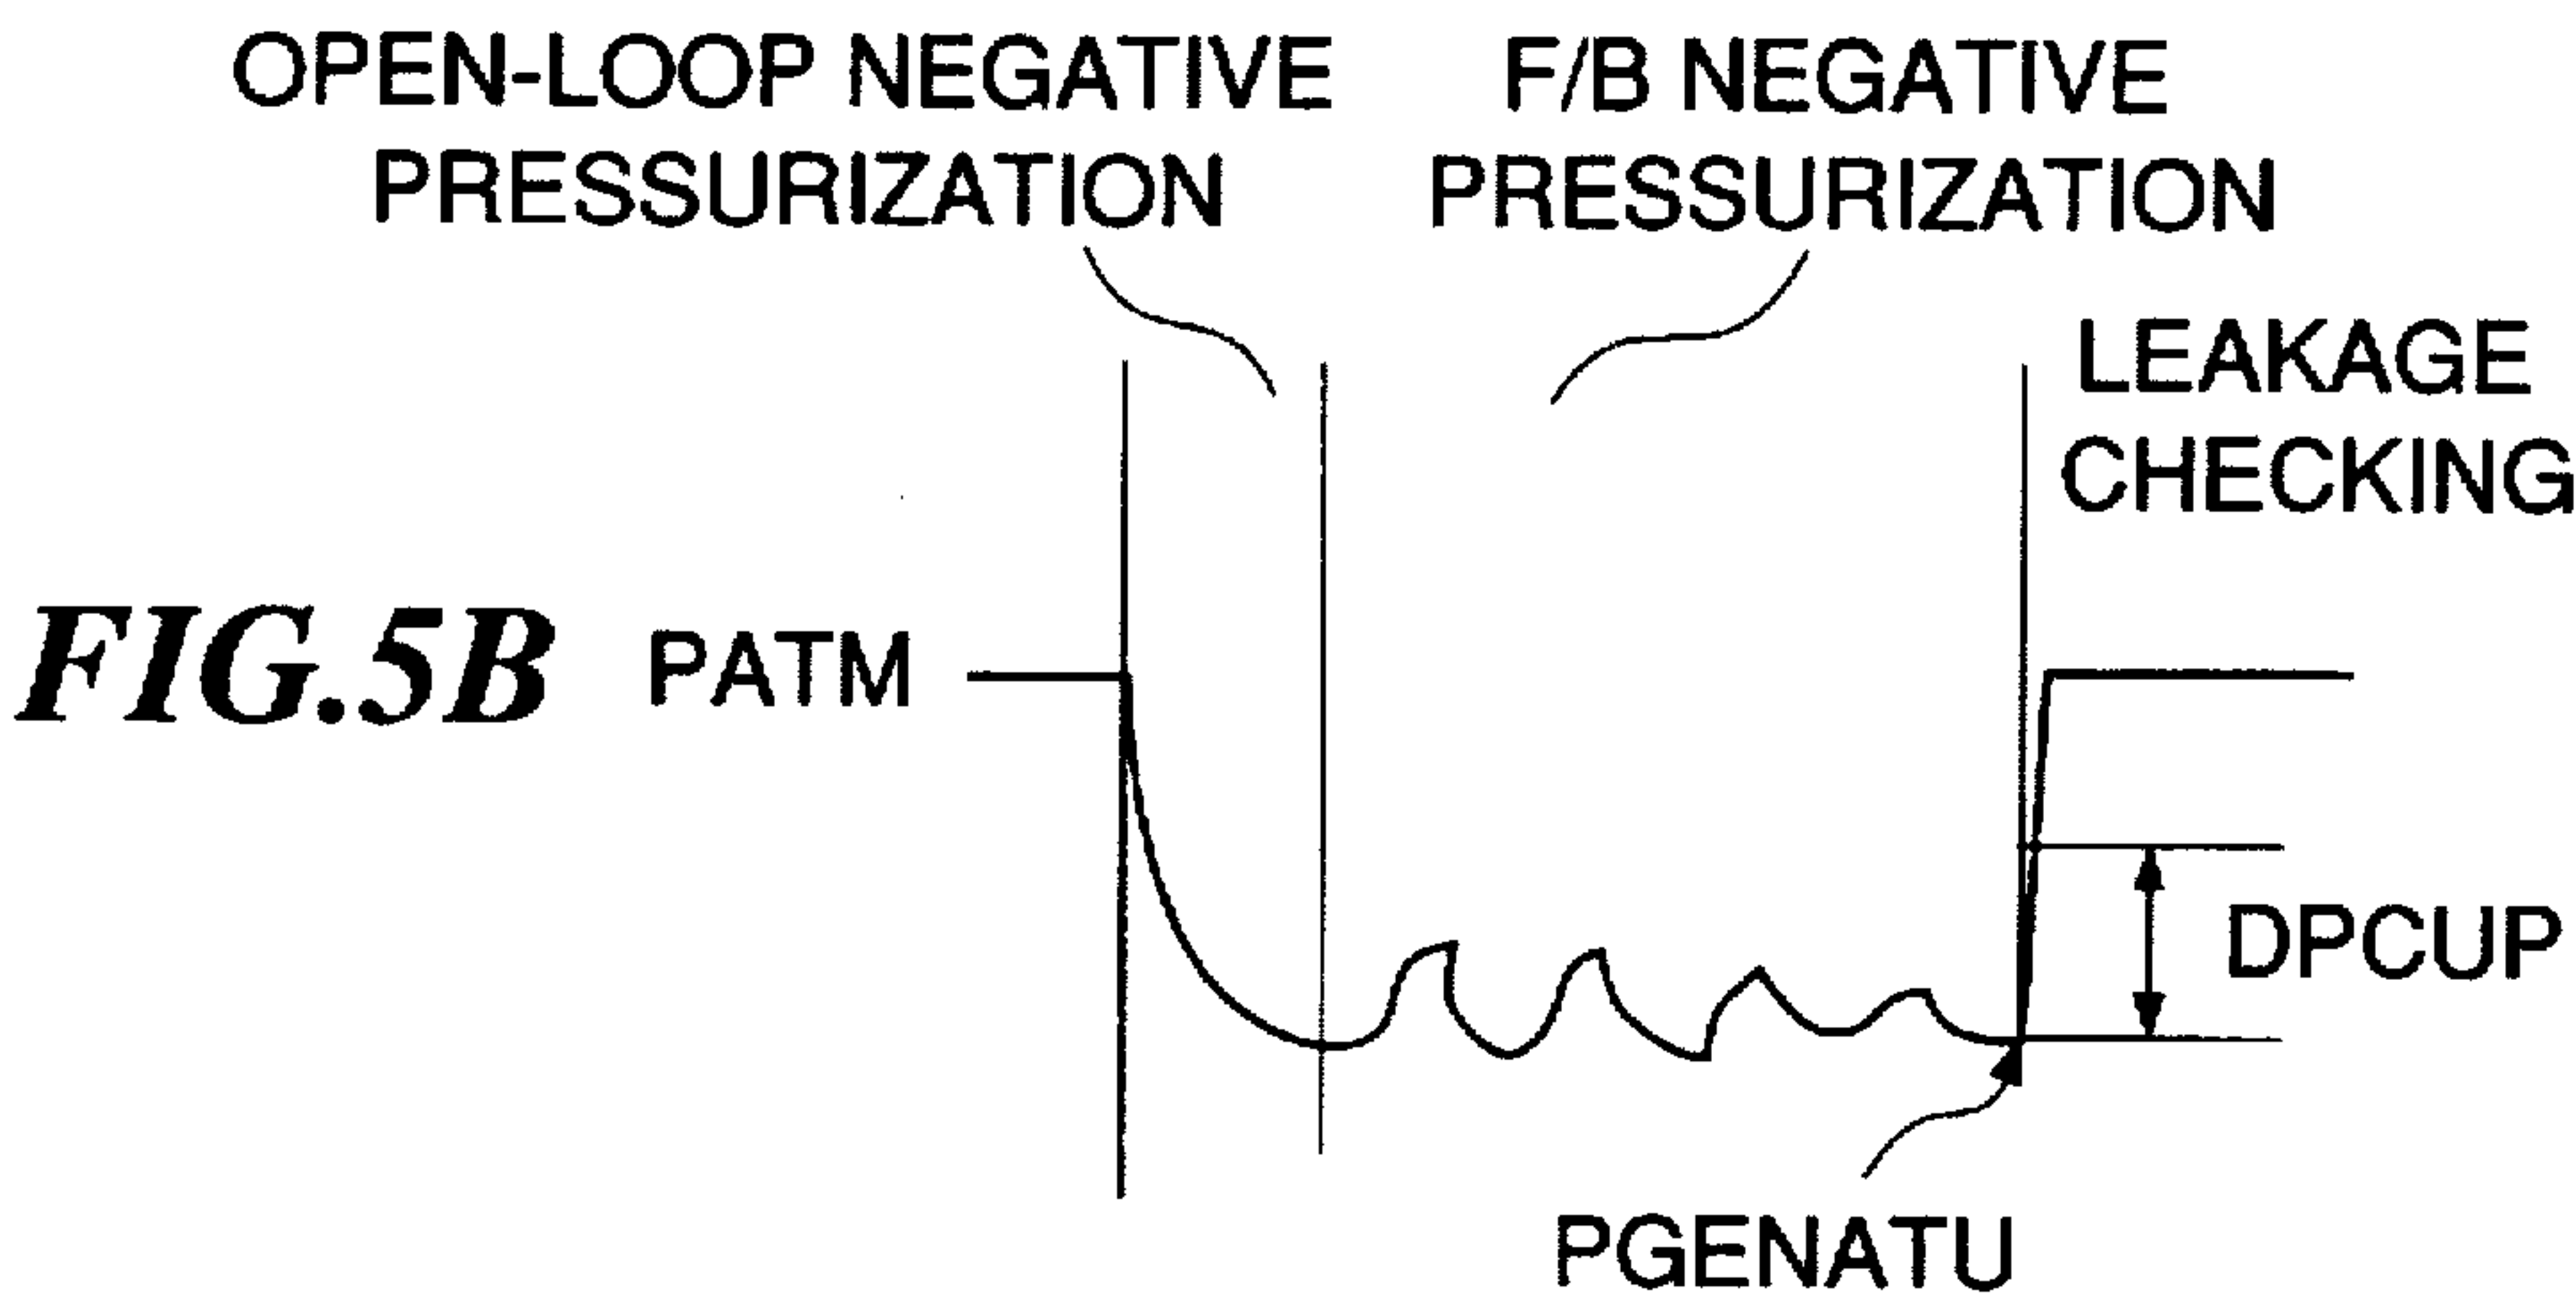 OPEN-LOOP NEGATIVE
PRESSURIZATION
F/B NEGATIVE
PRESSURIZATION
LEAKAGE
CHECKING
FIG.5B
PATM
DPCUP
PGENATU